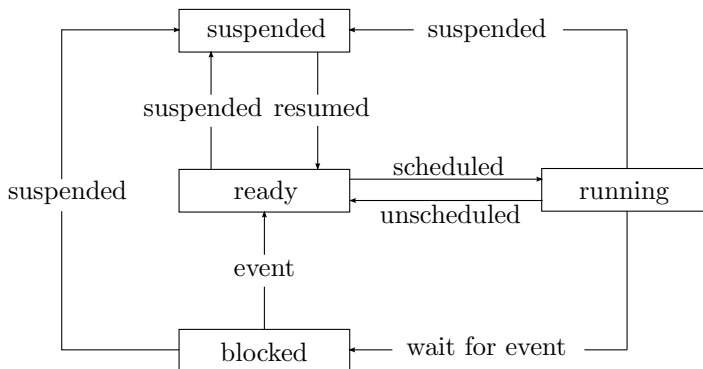 suspended
suspended
suspended
resumed
suspended
ready
scheduled
unscheduled
running
event
blocked
wait for event